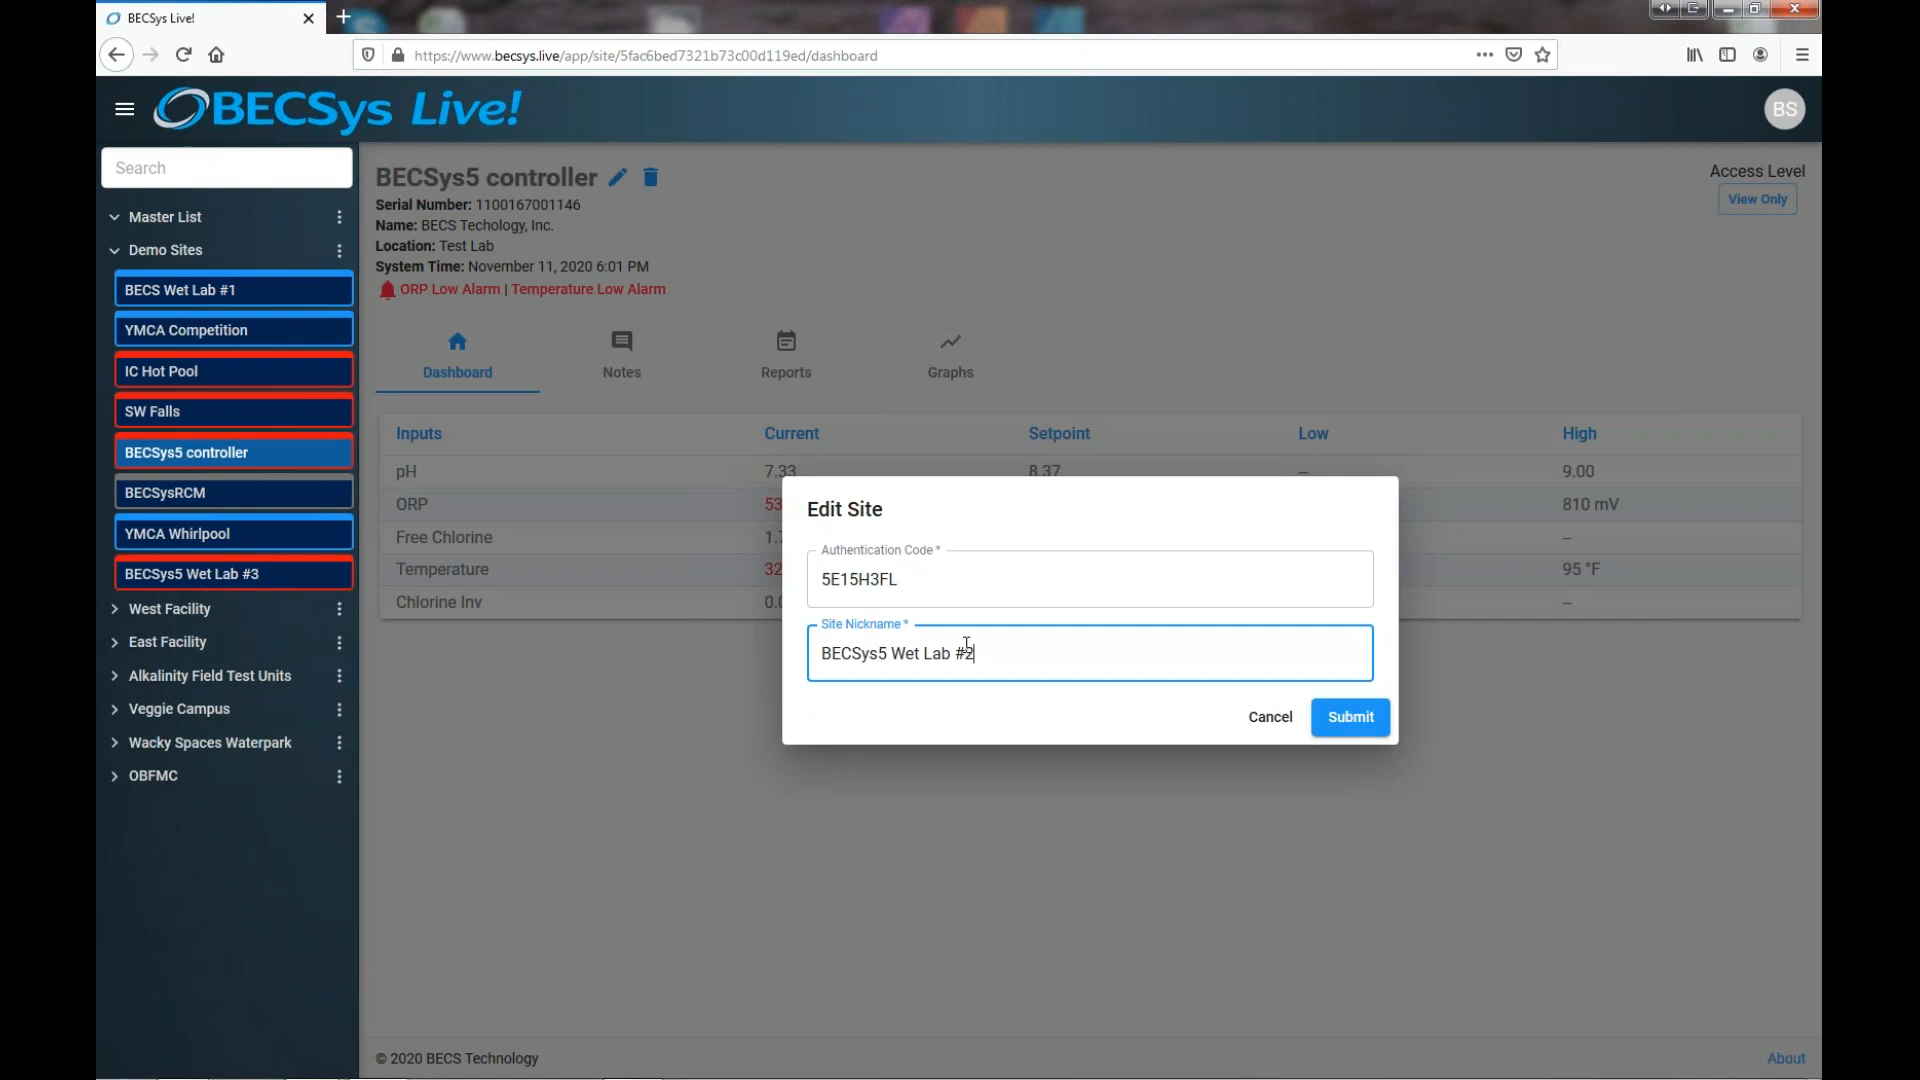 BECSys Live!
https://www.becsys.live/app/site/5fac6bed7321b73c00d119ed/dashboard
BECSys Live!
BS
Search
Master List
Demo Sites
BECS Wet Lab #1
YMCA Competition
IC Hot Pool
SW Falls
BECSys5 controller
BECSysRCM
YMCA Whirlpool
BECSys5 Wet Lab #3
West Facility
East Facility
Alkalinity Field Test Units
Veggie Campus
Wacky Spaces Waterpark
OBFMC
BECSys5 controller
Serial Number: 1100167001146
Name: BECS Techology, Inc.
Location: Test Lab
System Time: November 11, 2020 6:01 PM
ORP Low Alarm | Temperature Low Alarm
Access Level
View Only
Dashboard Notes Reports Graphs
Inputs Current Setpoint Low High
pH 7.33 8.37 – 9.00
ORP 810 mV
Free Chlorine –
Temperature 95 °F
Chlorine Inv –
Edit Site
Authentication Code *
5E15H3FL
Site Nickname *
BECSys5 Wet Lab #2
Cancel Submit
© 2020 BECS Technology About